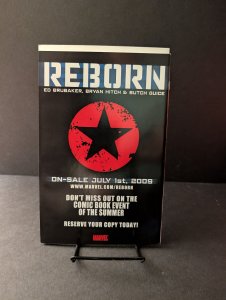 REBORN
ED BRUBAKER, BRYAN HITCH & BUTCH GUICE
ON-SALE JULY 1st, 2009
WWW.MARVEL.COM/REBORN
DON'T MISS OUT ON THE
COMIC BOOK EVENT
OF THE SUMMER
RESERVE YOUR COPY TODAY!
MARVEL